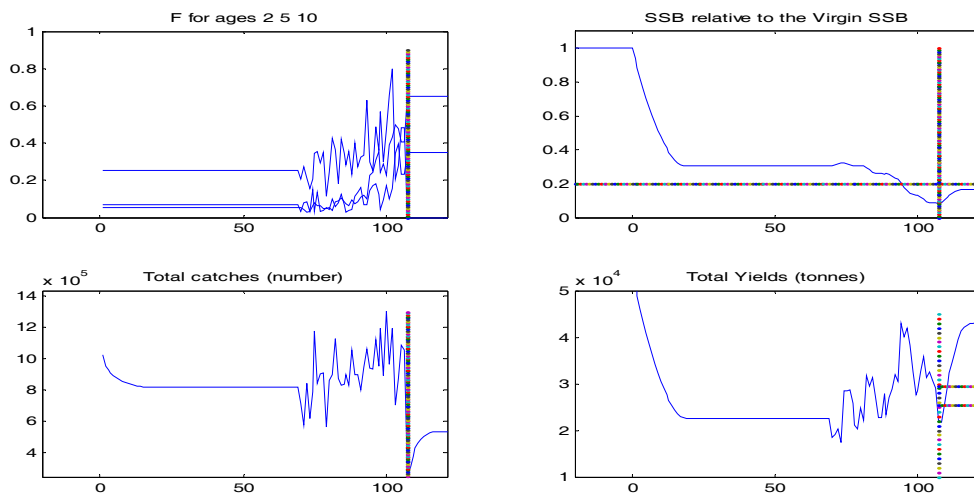 F for ages 2 5 10
1
0.8
0.6
0.4
0.2
0
0 50 100
SSB relative to the Virgin SSB
1
0.8
0.6
0.4
0.2
0
0 50 100
Total catches (number)
x 10^5
12
10
8
6
4
0 50 100
Total Yields (tonnes)
x 10^4
5
4
3
2
1
0 50 100